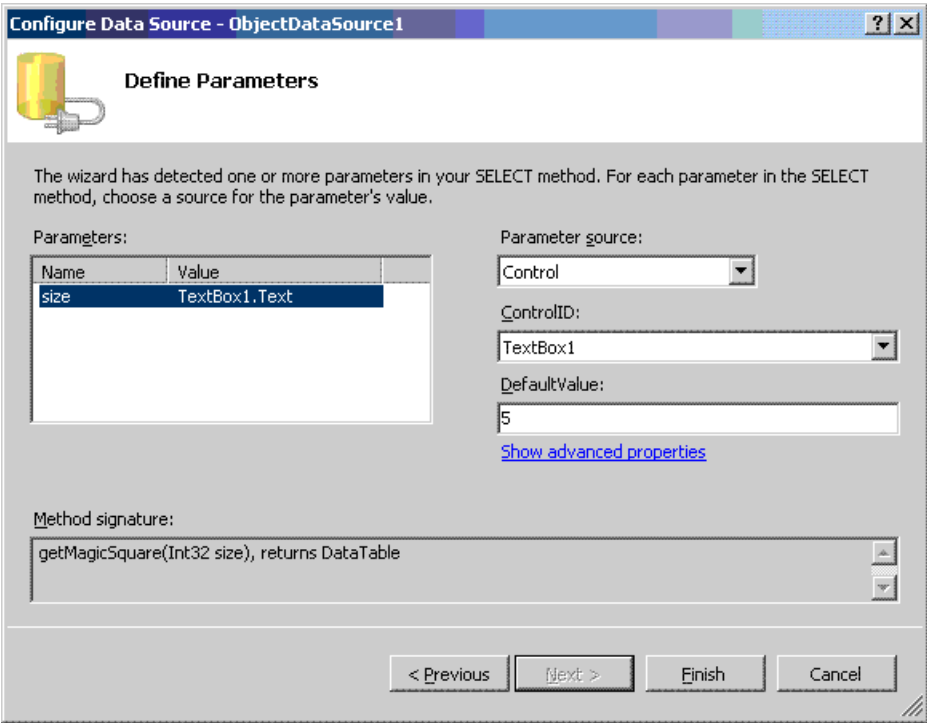 Configure Data Source - ObjectDataSource1
Define Parameters
The wizard has detected one or more parameters in your SELECT method. For each parameter in the SELECT
method, choose a source for the parameter's value.
Parameters:
Name Value
size TextBox1.Text
Parameter source:
Control
ControlID:
TextBox1
DefaultValue:
5
Show advanced properties
Method signature:
getMagicSquare(Int32 size), returns DataTable
< Previous Next > Finish Cancel